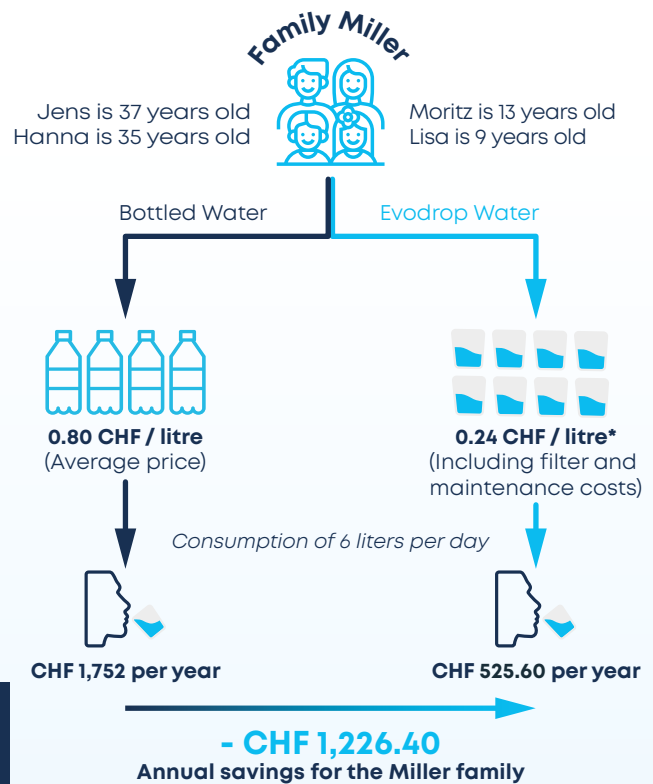 Family Miller
Jens is 37 years old
Hanna is 35 years old
Moritz is 13 years old
Lisa is 9 years old
Bottled Water
Evodrop Water
0.80 CHF / litre
(Average price)
0.24 CHF / litre*
(Including filter and
maintenance costs)
Consumption of 6 liters per day
CHF 1,752 per year
CHF 525.60 per year
- CHF 1,226.40
Annual savings for the Miller family